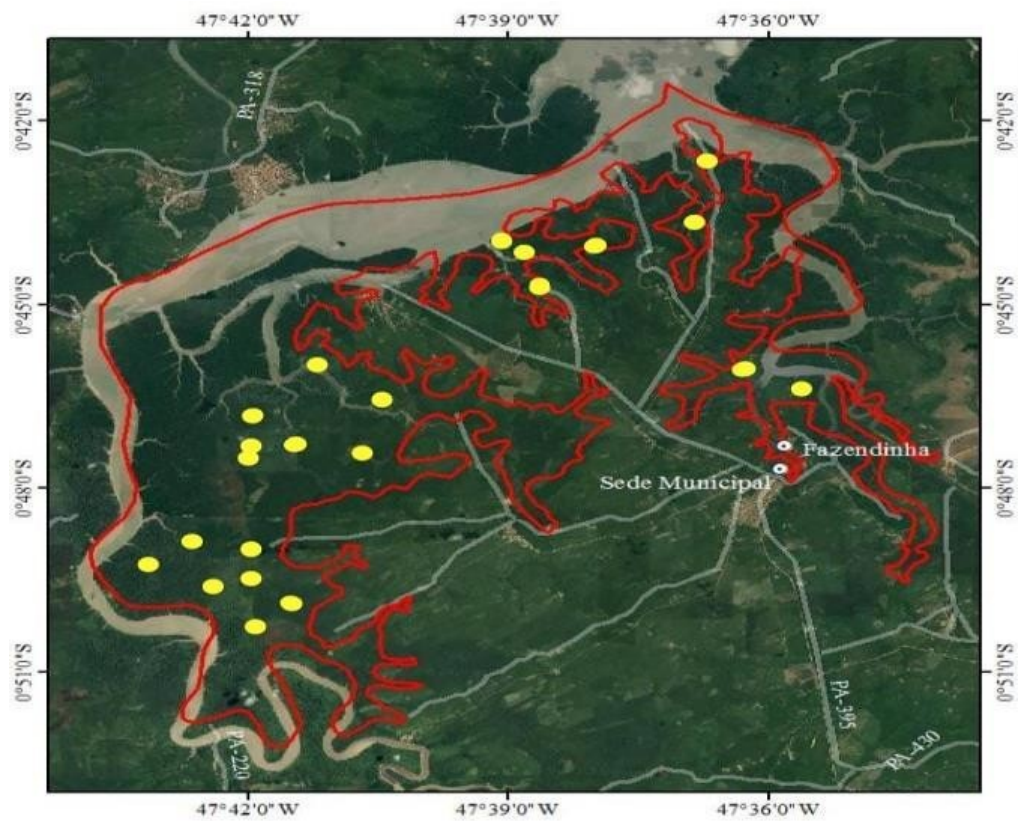 47°42'0"W 47°39'0"W 47°36'0"W
0°42'0"S 0°42'0"S
PA-318
0°45'0"S 0°45'0"S
Fazendinha
Sede Municipal
0°48'0"S 0°48'0"S
0°51'0"S 0°51'0"S
PA-395
PA-220
PA-430
47°42'0"W 47°39'0"W 47°36'0"W